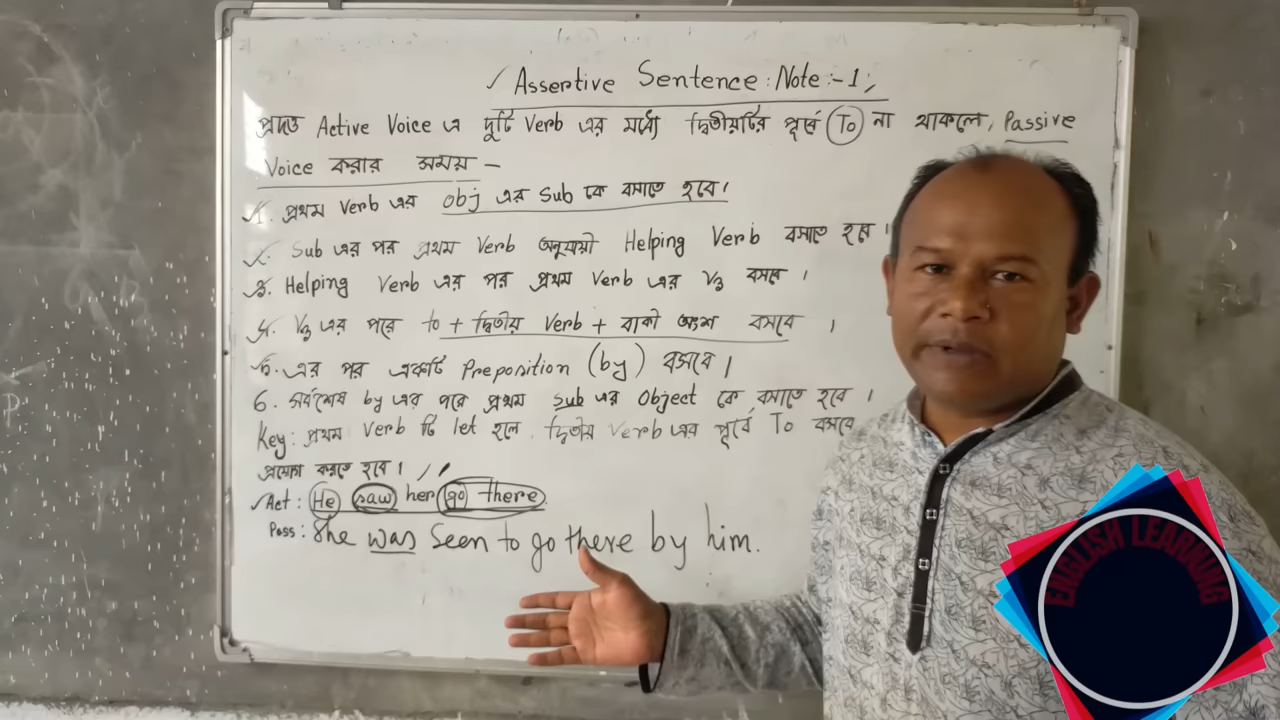 Assertive Sentence: Note:-1;
প্রদত্ত Active Voice এ দুটি Verb এর মধ্যে দ্বিতীয়টির পূর্বে To না থাকলে, Passive
Voice করার সময় –
1. প্রথম Verb এর obj এর Sub কে বসাতে হবে।
২. Sub এর পর প্রথম Verb অনুযায়ী Helping Verb বসাতে হবে।
৩. Helping Verb এর পর প্রথম Verb এর V3 বসবে।
৪. V3 এর পরে to + দ্বিতীয় Verb + বাকী অংশ বসবে।
৫. এর পর একটি Preposition (by) বসবে।
6. সর্বশেষ by এর পরে প্রথম Sub এর Object কে বসাতে হবে।
Key: প্রথম Verb টি let হলে দ্বিতীয় Verb এর পূর্বে To বসবে
প্রয়োগ করতে হবে।
Act: He saw her go there
Pass: She was seen to go there by him.
ENGLISH LEARNING